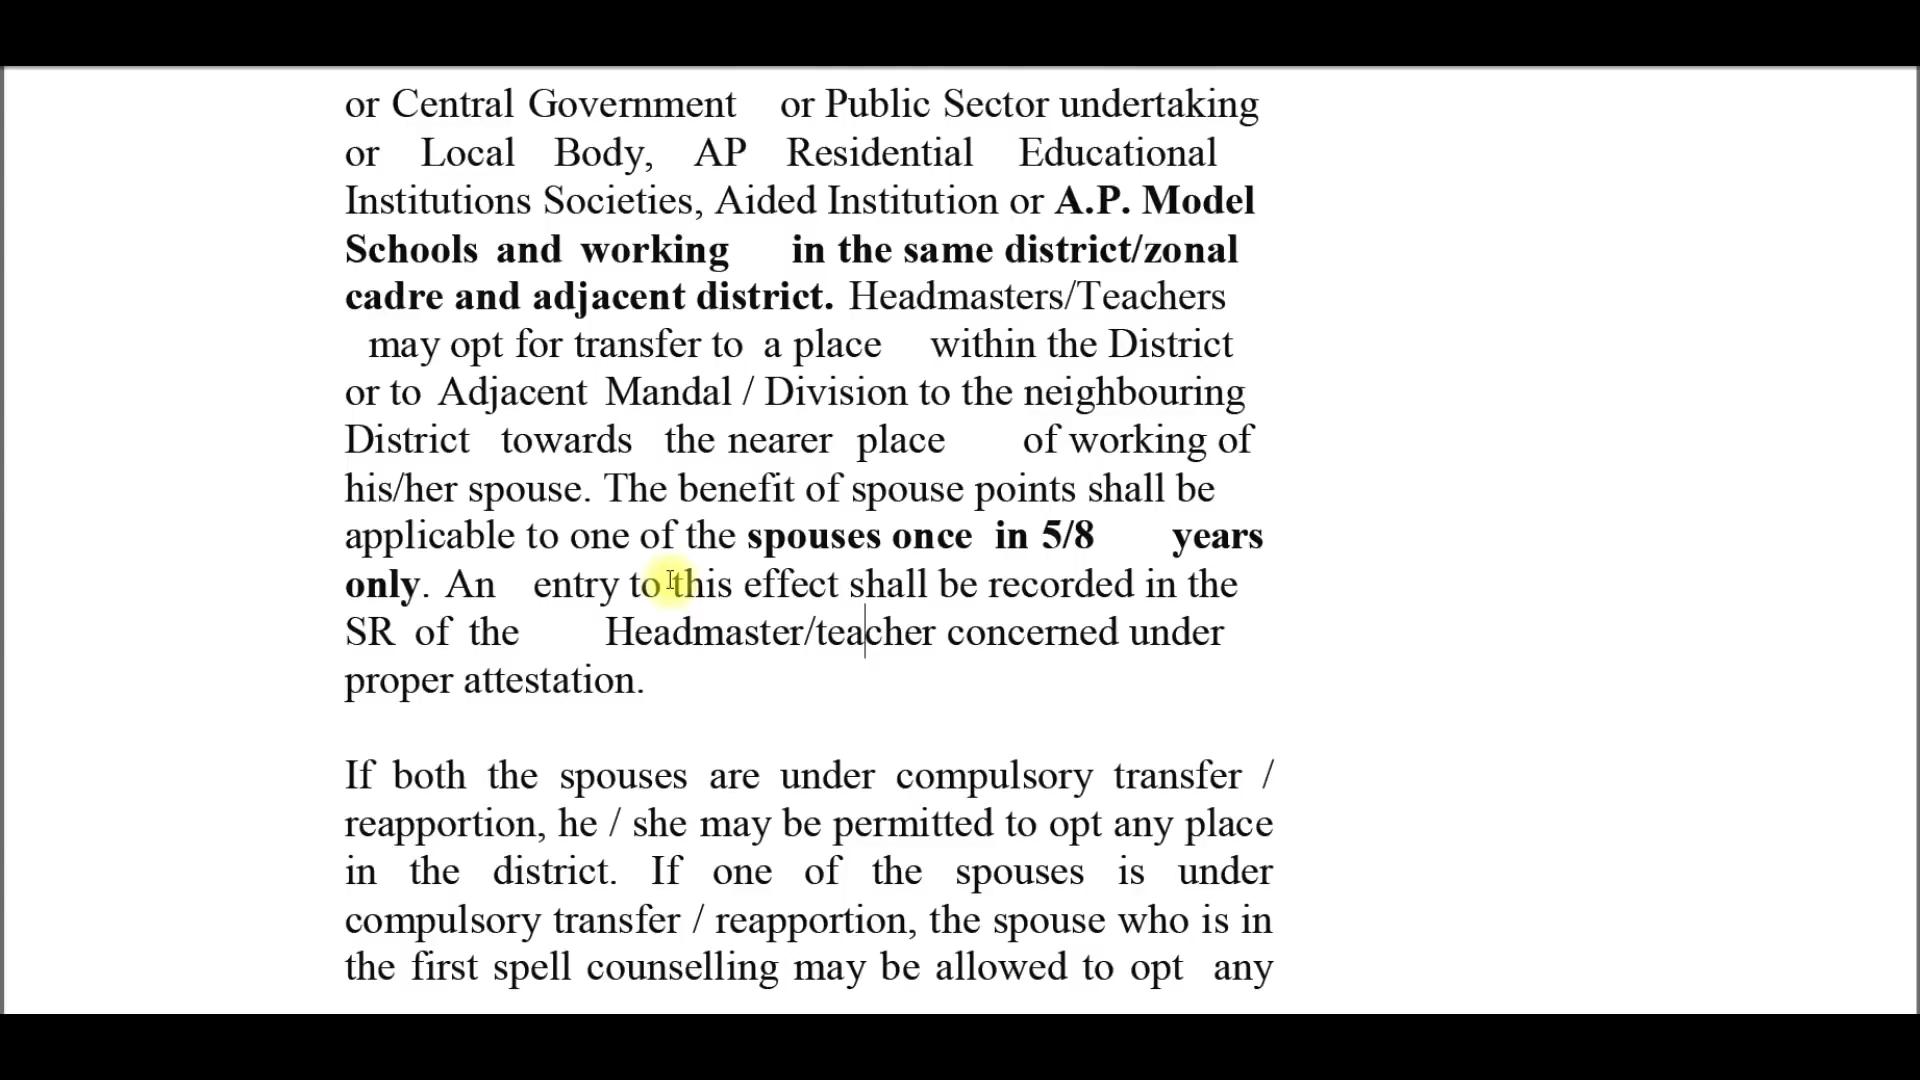 or Central Government or Public Sector undertaking
or Local Body, AP Residential Educational
Institutions Societies, Aided Institution or A.P. Model
Schools and working in the same district/zonal
cadre and adjacent district. Headmasters/Teachers
may opt for transfer to a place within the District
or to Adjacent Mandal / Division to the neighbouring
District towards the nearer place of working of
his/her spouse. The benefit of spouse points shall be
applicable to one of the spouses once in 5/8 years
only. An entry to this effect shall be recorded in the
SR of the Headmaster/teacher concerned under
proper attestation.
If both the spouses are under compulsory transfer /
reapportion, he / she may be permitted to opt any place
in the district. If one of the spouses is under
compulsory transfer / reapportion, the spouse who is in
the first spell counselling may be allowed to opt any